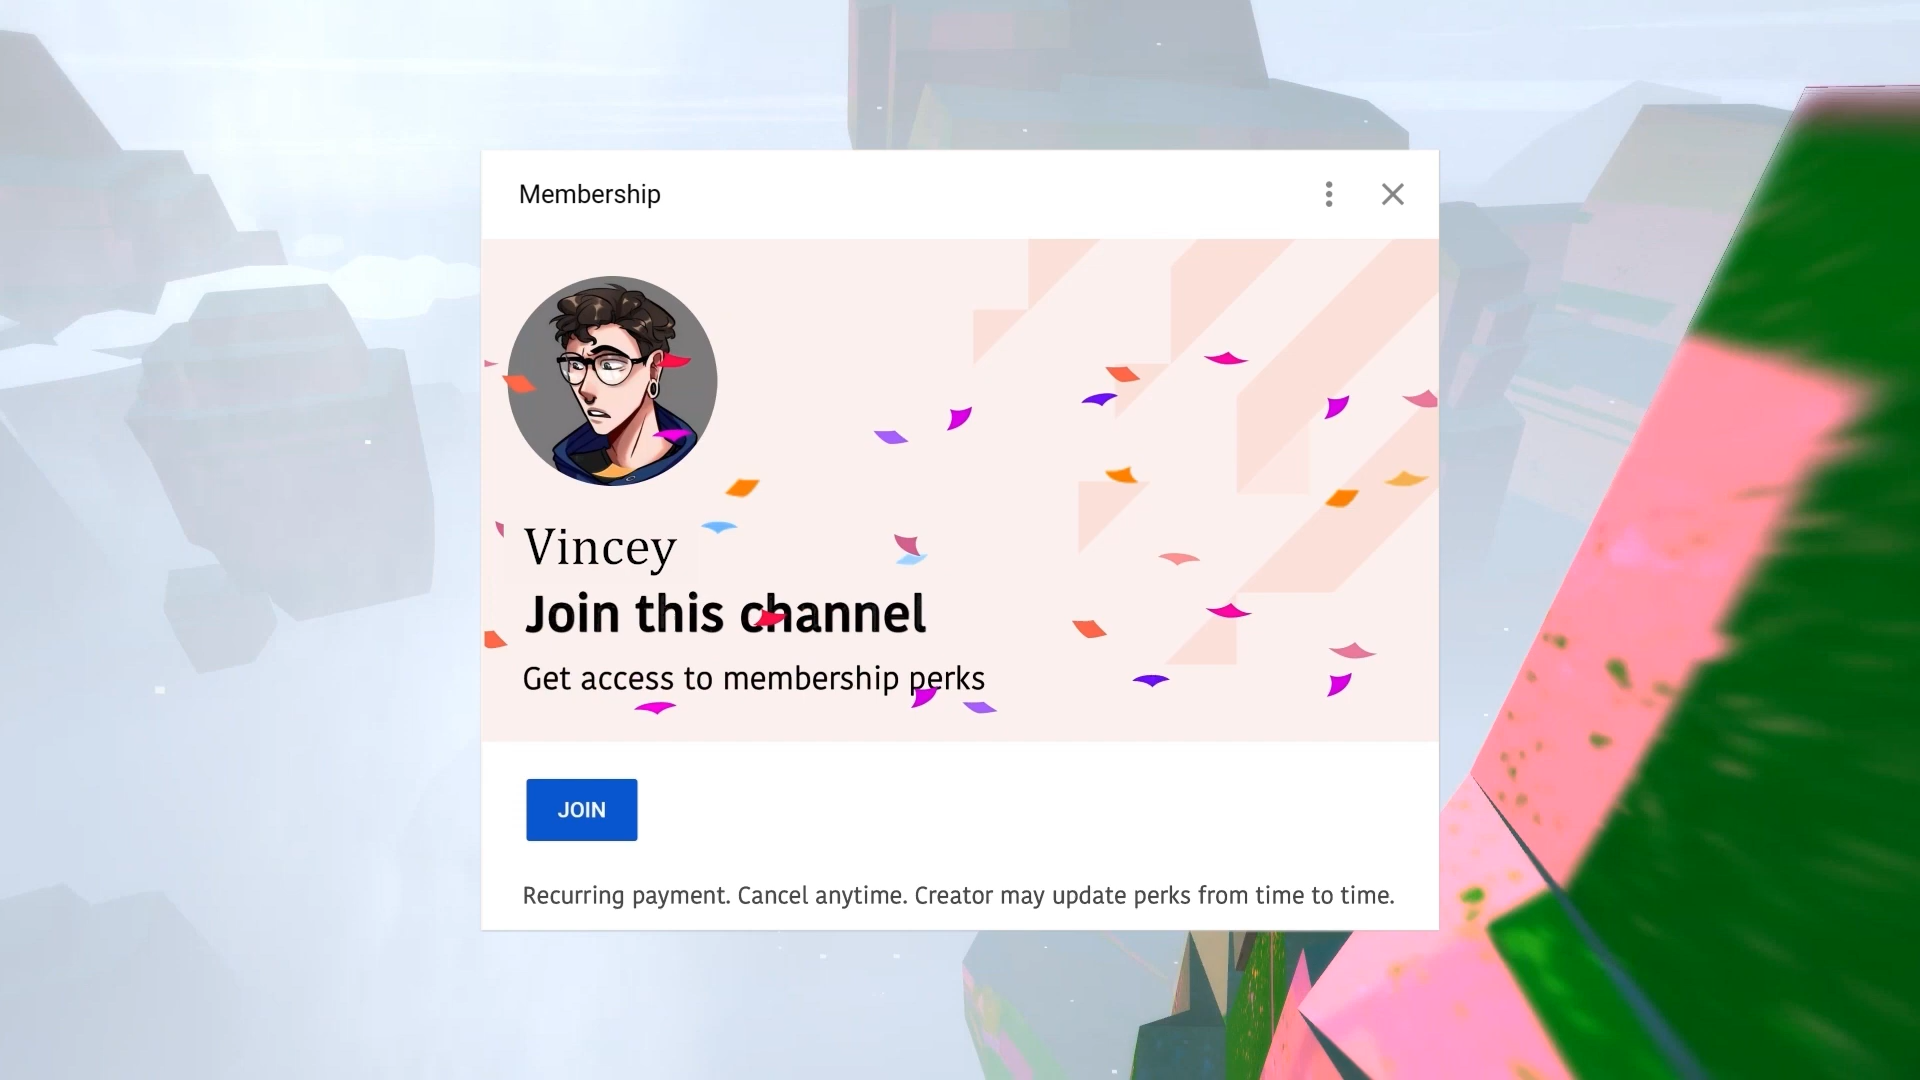 Membership
Vincey
Join this channel
Get access to membership perks
JOIN
Recurring payment. Cancel anytime. Creator may update perks from time to time.